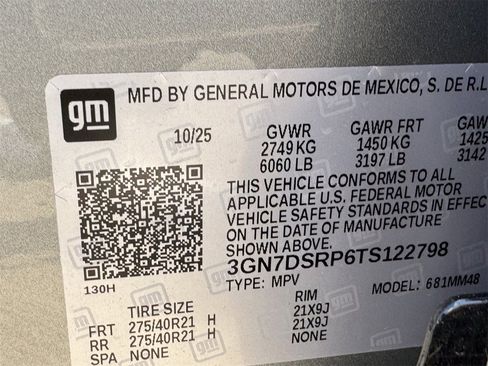 gm MFD BY GENERAL MOTORS DE MEXICO, S. DE R.L
10/25 GVWR GAWR FRT GAW
2749 KG 1450 KG 1425
6060 LB 3197 LB 3142
THIS VEHICLE CONFORMS TO ALL
APPLICABLE U.S. FEDERAL MOTOR
VEHICLE SAFETY STANDARDS IN EFFEC
ON THE DATE OF MANUFACTURE
SHOWN ABOVE.
3GN7DSRP6TS122798
130H TYPE: MPV MODEL: 681MM48
TIRE SIZE RIM
FRT 275/40R21 H 21X9J
RR 275/40R21 H 21X9J
SPA NONE NONE